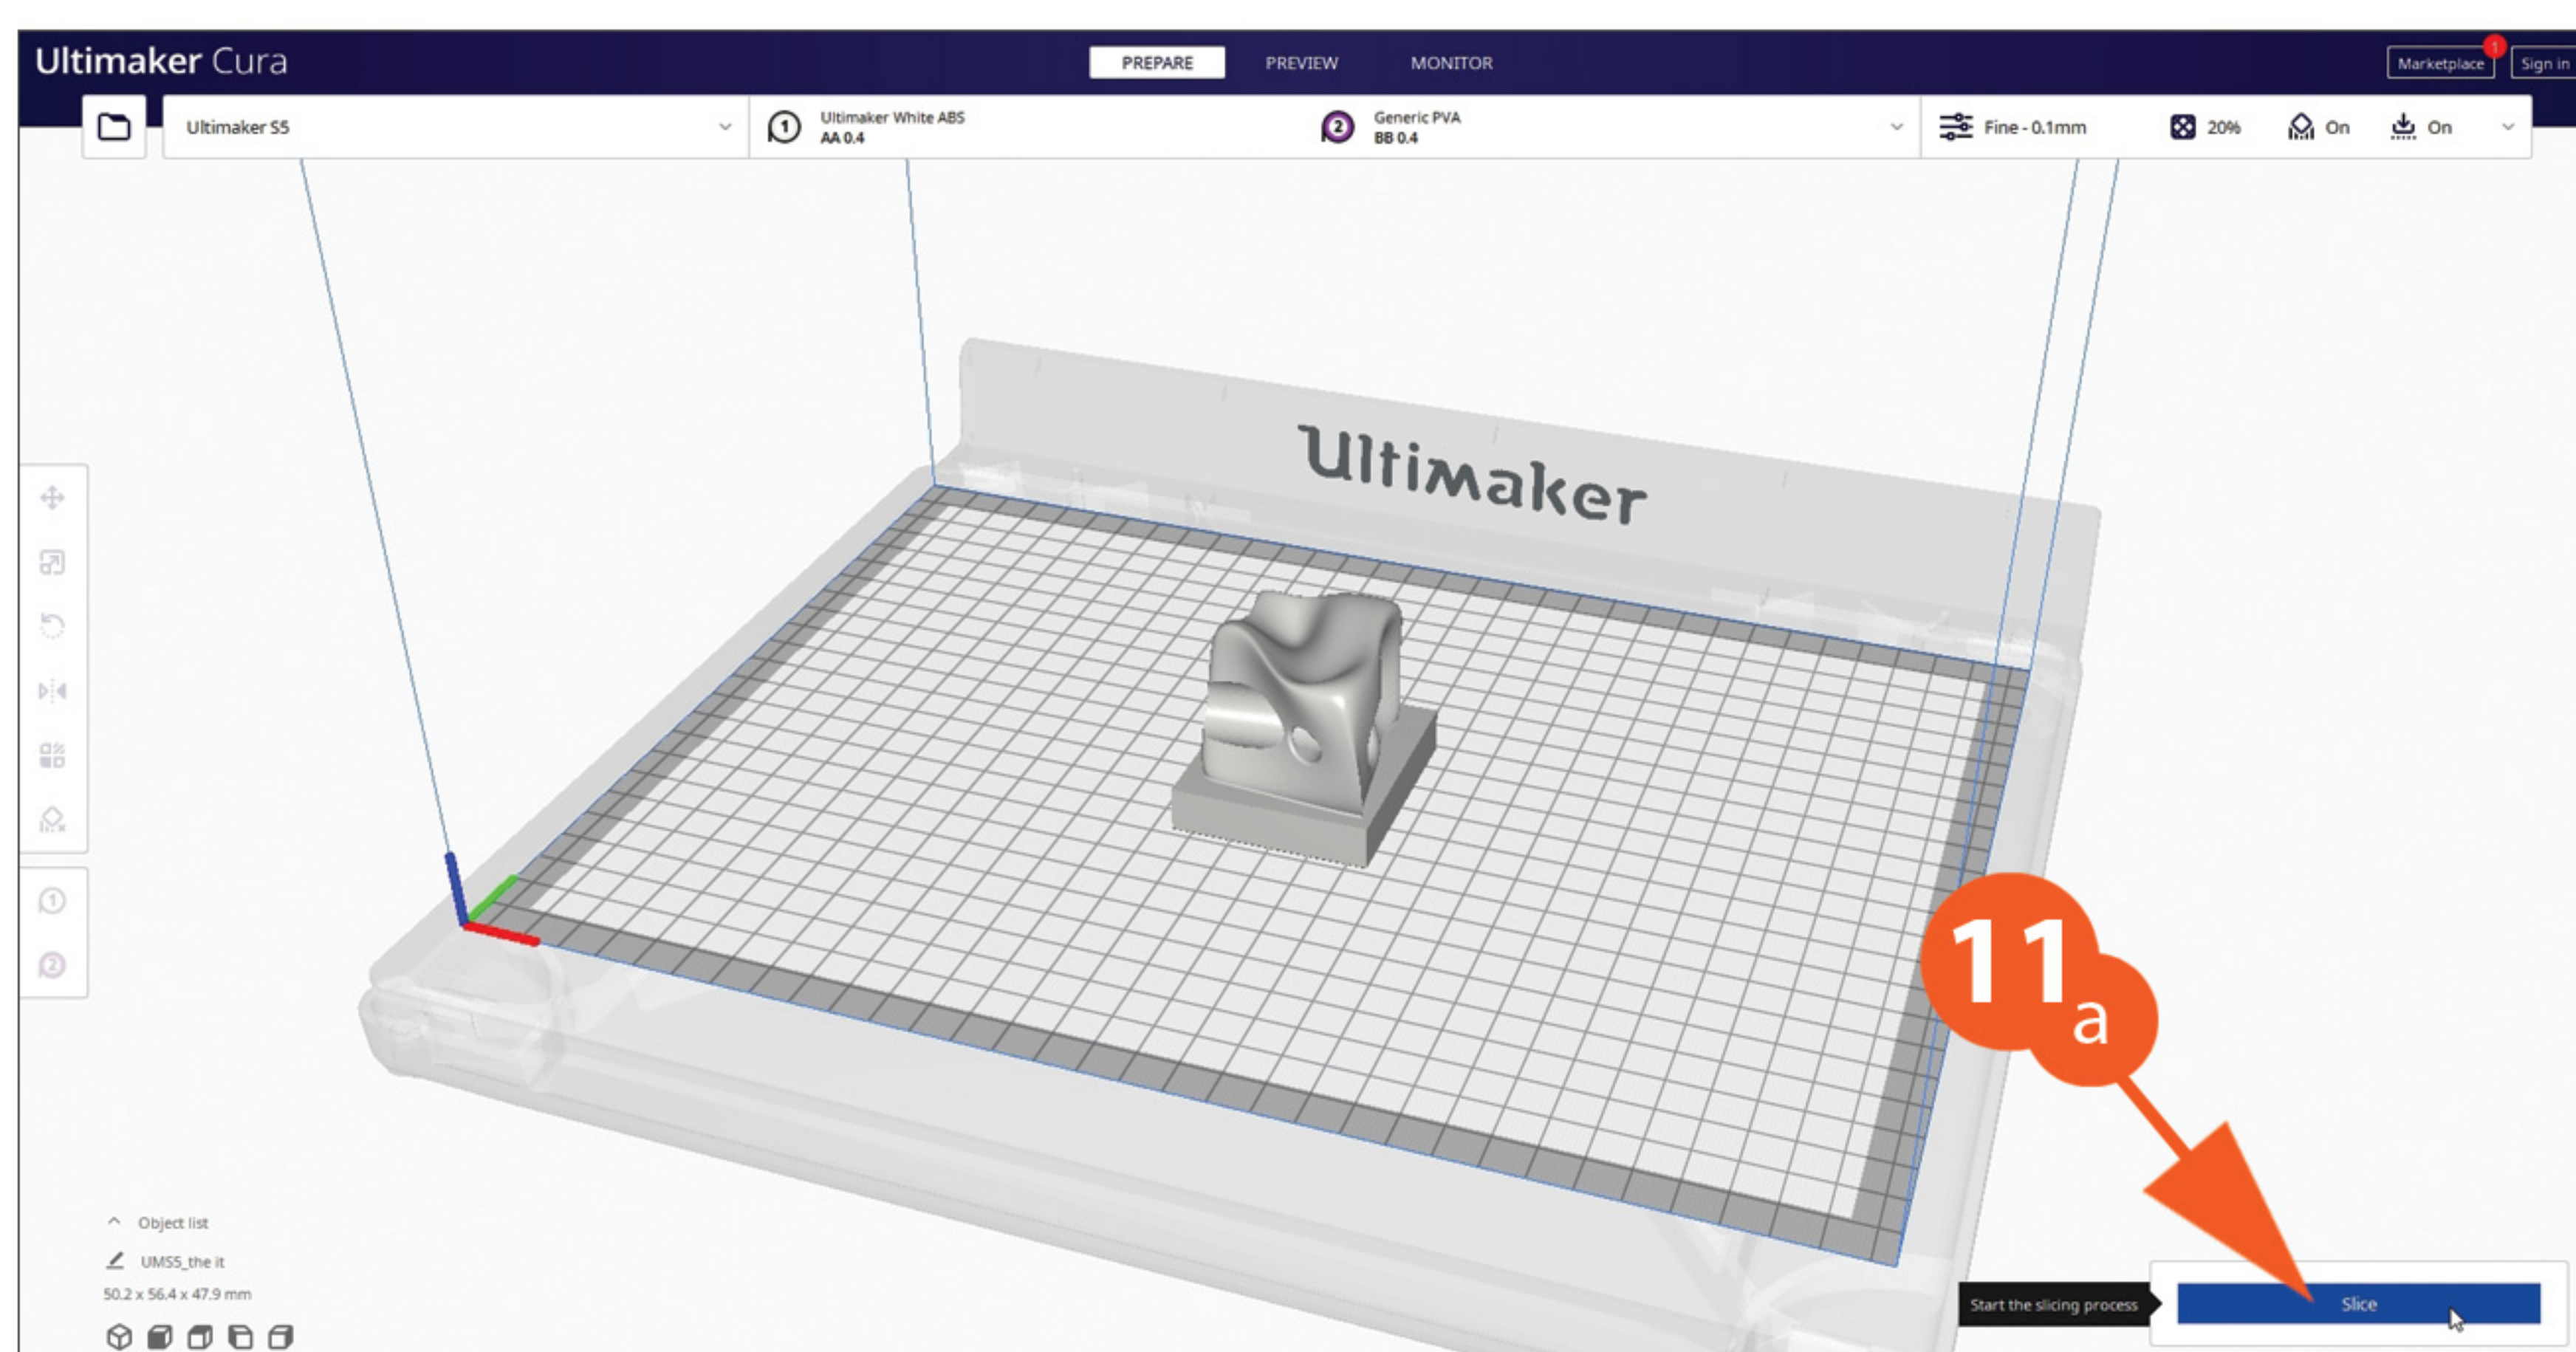 Ultimaker Cura
PREPARE
PREVIEW
MONITOR
Marketplace
1
Sign in
Ultimaker S5
1
Ultimaker White ABS
AA 0.4
2
Generic PVA
BB 0.4
Fine - 0.1mm
20%
On
On
Ultimaker
1
2
11
a
Object list
UMS5_the it
50.2 x 56.4 x 47.9 mm
Start the slicing process
Slice